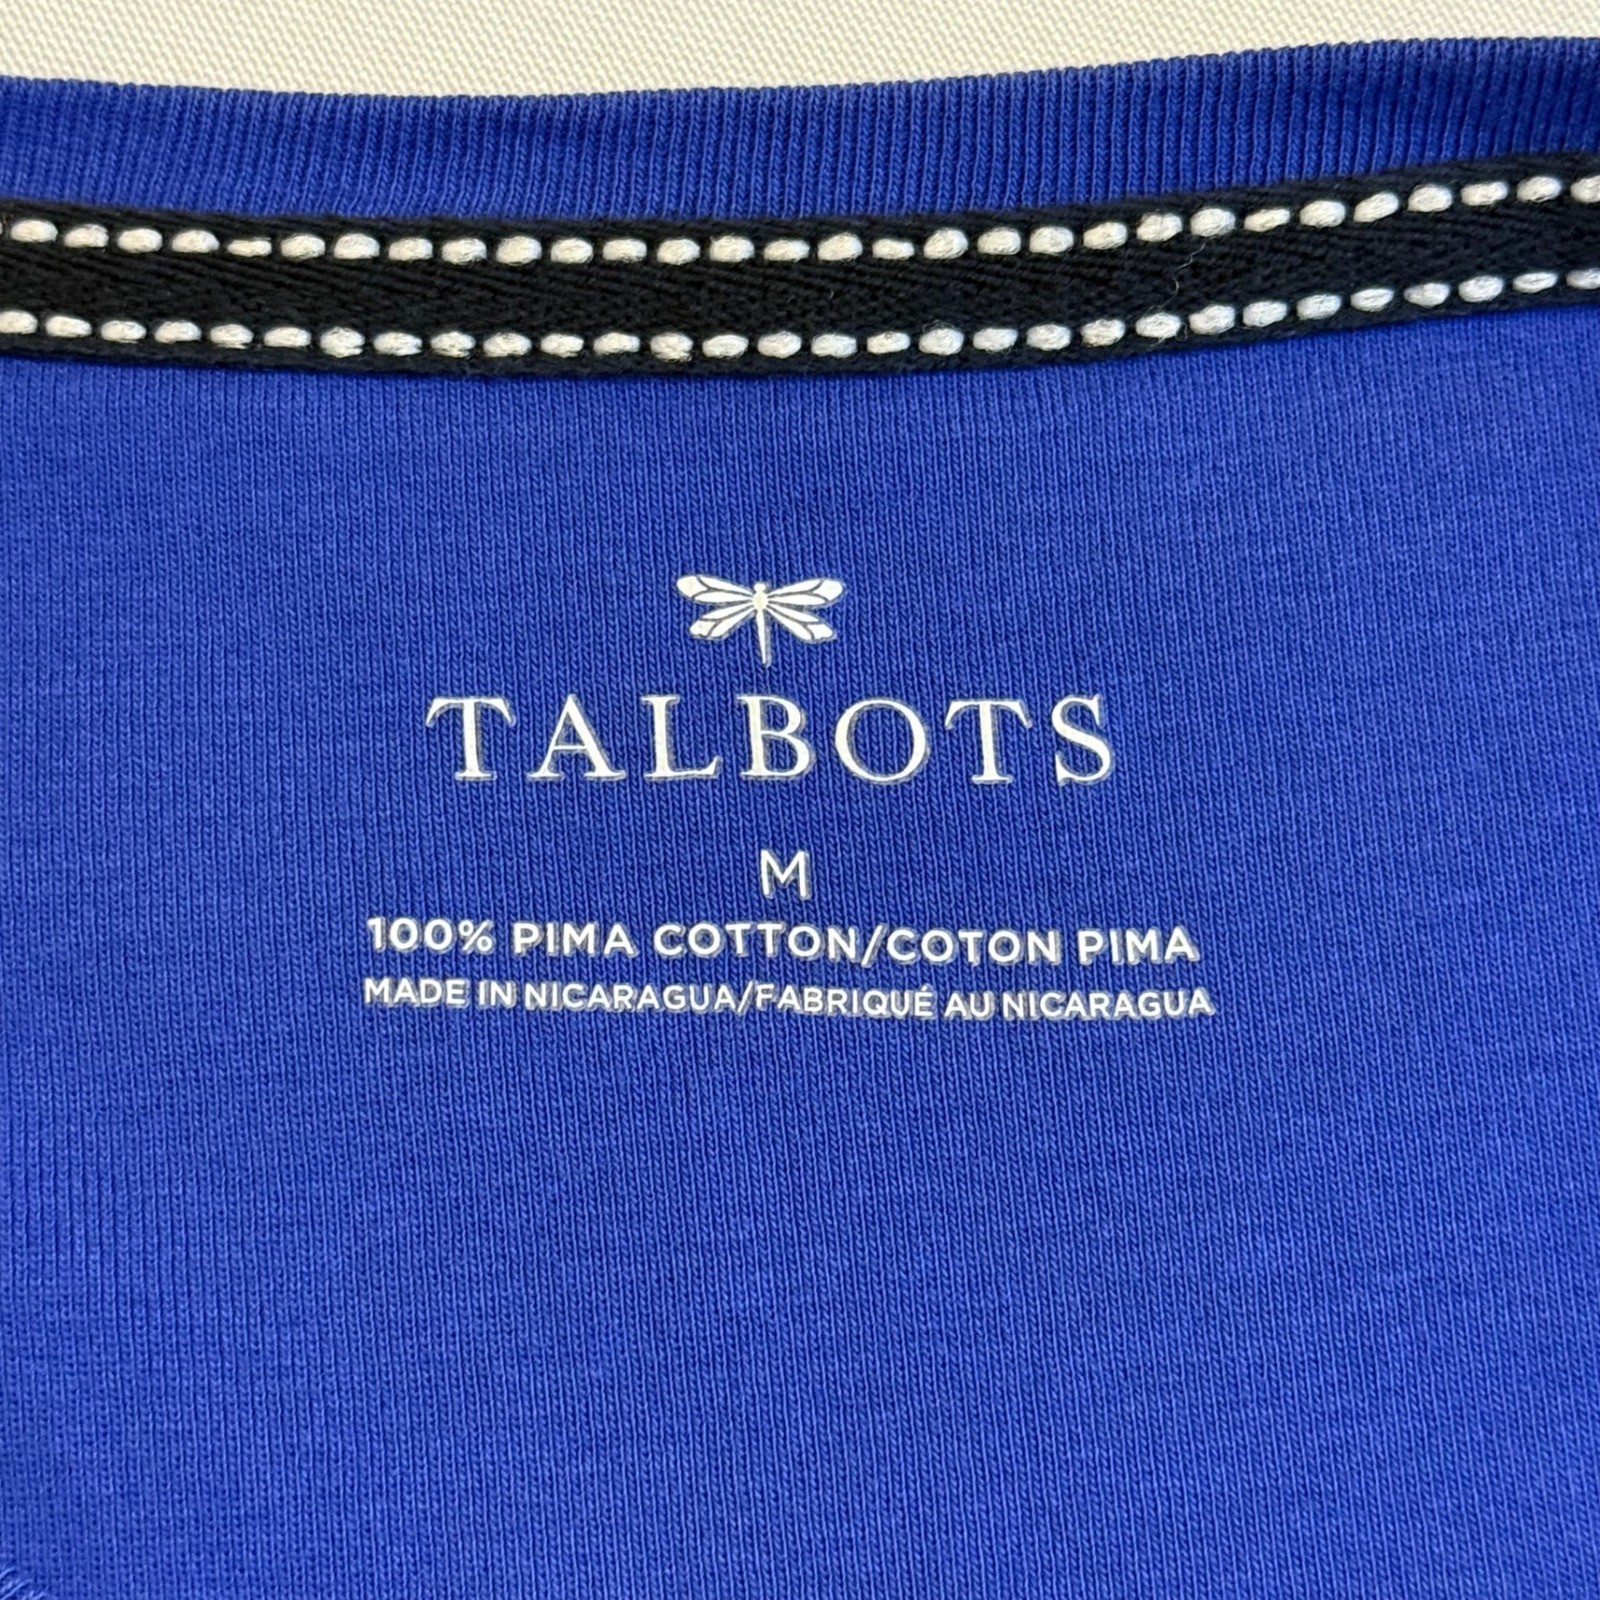 TALBOTS
M
100% PIMA COTTON/COTON PIMA
MADE IN NICARAGUA/FABRIQUÉ AU NICARAGUA